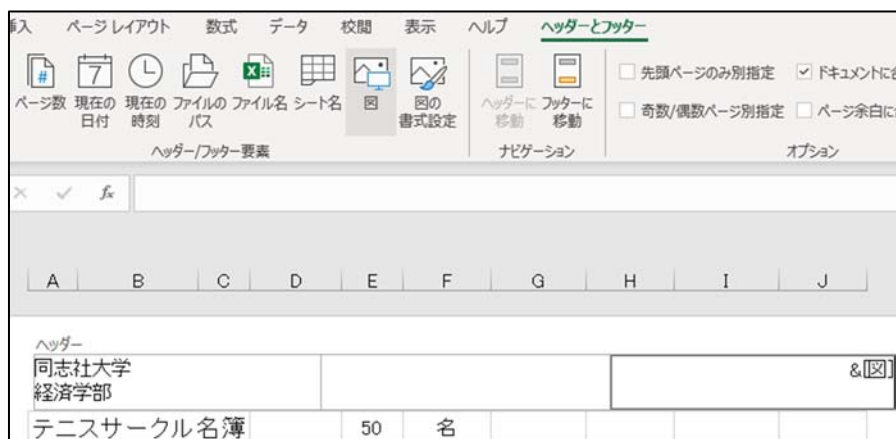 挿入 ページ レイアウト 数式 データ 校閲 表示 ヘルプ ヘッダーとフッター
#
7
ページ数 現在の日付 現在の時刻 ファイルのパス ファイル名 シート名 図 図の書式設定 ヘッダーに移動 フッターに移動
先頭ページのみ別指定 ドキュメントに合
奇数/偶数ページ別指定 ページ余白に合
ヘッダー/フッター要素 ナビゲーション オプション
fx
A B C D E F G H I J
ヘッダー
同志社大学
経済学部
&[図]
テニスサークル名簿 50 名